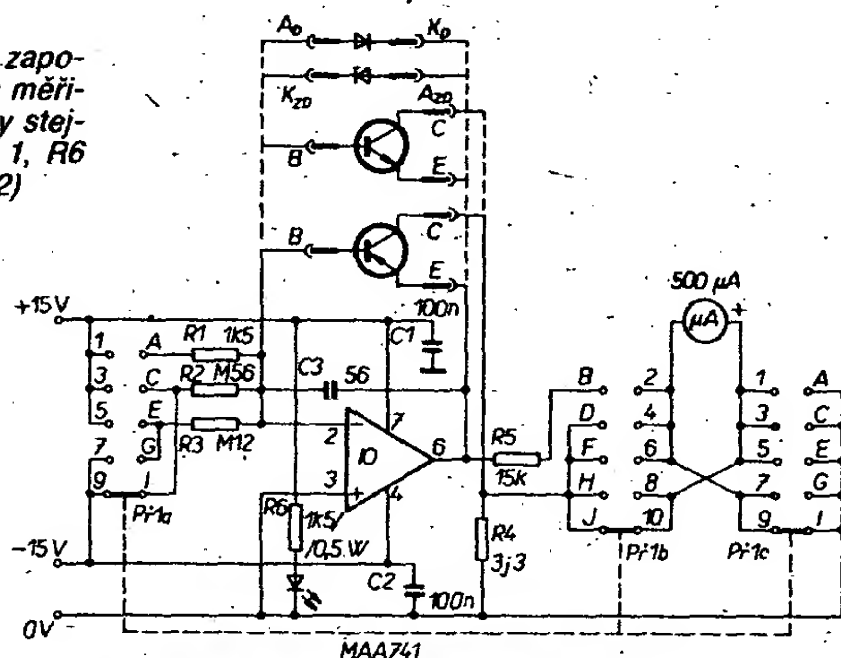 zapo-
měři-
y stej-
1, R6
2)
A_D K_D
K_ZD A_ZD
C
B
E
C
B
E
100n
C1
500 µA
µA +
+15V
1 A R1 1k5
3 C R2 M56
5 E R3 M12
7 G
9 I
Př1a
C3 56
2 −
3 +
7
4
6
IO
R5
15k
R6
1k5/
/0,5 W
C2
100n
R4
3j3
B 2
D 4
F 6
H 8
J 10
Př1b
1 A
3 C
5 E
7 G
9 I
Př1c
−15V
0V
MAA741